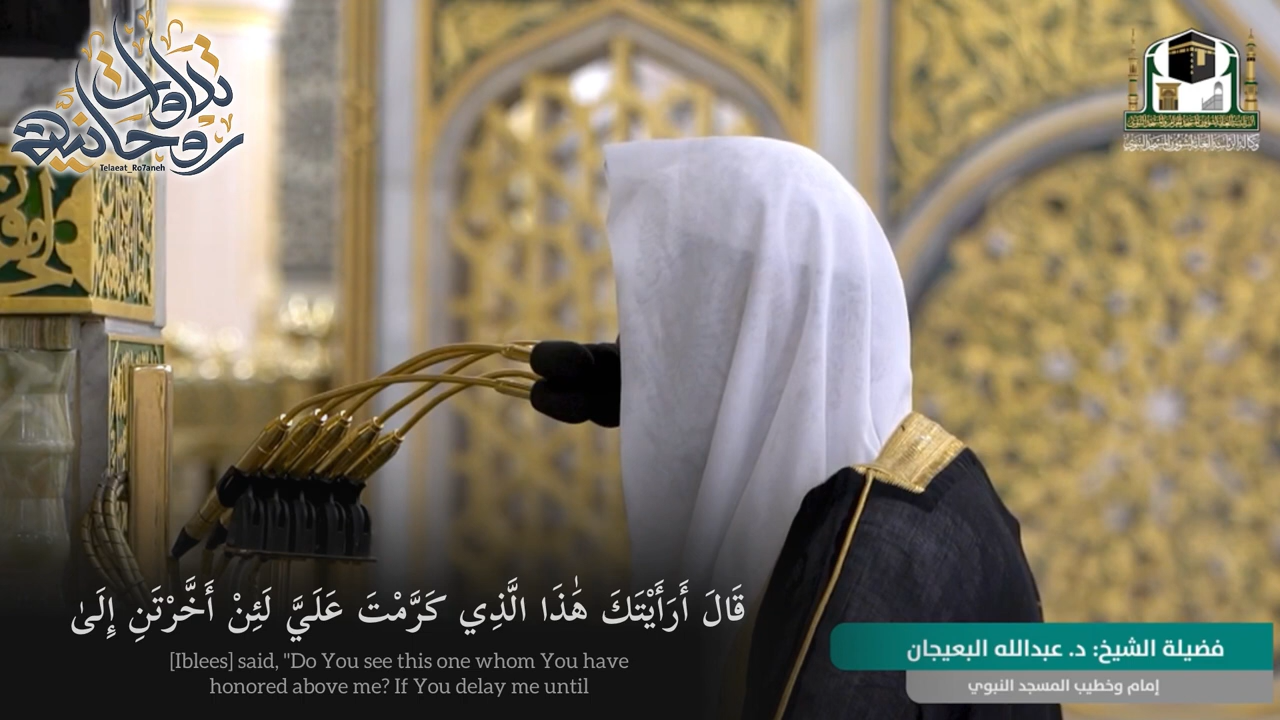 تلاوات
روحانية
Telaeat_Ro7aneh
قَالَ أَرَأَيْتَكَ هَٰذَا الَّذِي كَرَّمْتَ عَلَيَّ لَئِنْ أَخَّرْتَنِ إِلَىٰ
[Iblees] said, "Do You see this one whom You have
honored above me? If You delay me until
فضيلة الشيخ: د. عبدالله البعيجان
إمام وخطيب المسجد النبوي